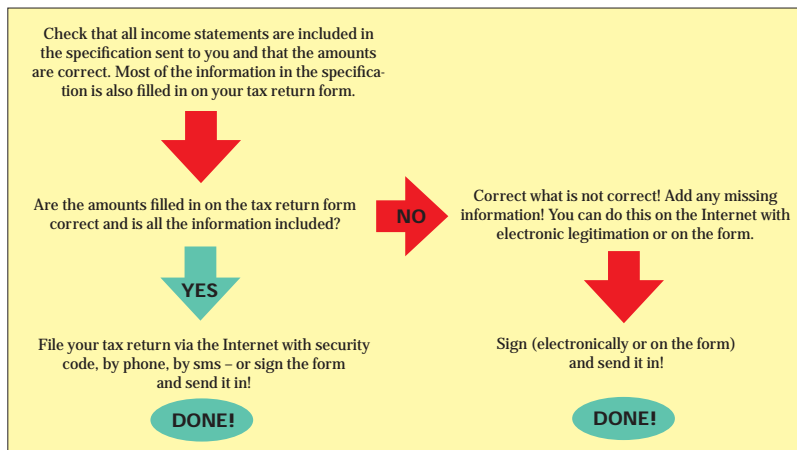 Check that all income statements are included in
the specification sent to you and that the amounts
are correct. Most of the information in the specifica-
tion is also filled in on your tax return form.
Are the amounts filled in on the tax return form
correct and is all the information included?
NO
Correct what is not correct! Add any missing
information! You can do this on the Internet with
electronic legitimation or on the form.
YES
File your tax return via the Internet with security
code, by phone, by sms – or sign the form
and send it in!
DONE!
Sign (electronically or on the form)
and send it in!
DONE!